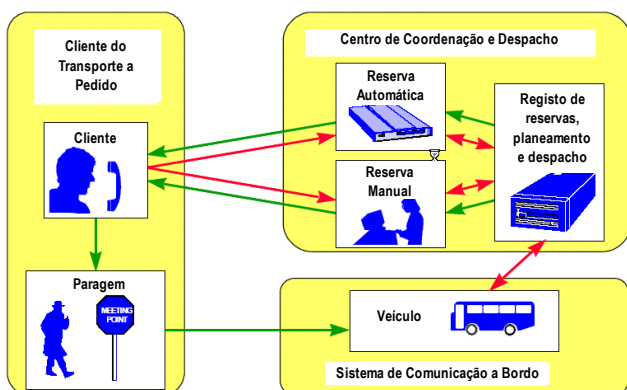 Cliente do
Transporte a
Pedido
Cliente
Paragem
MEETING
POINT
Centro de Coordenação e Despacho
Reserva
Automática
Reserva
Manual
Registo de
reservas,
planeamento
e despacho
Veículo
Sistema de Comunicação a Bordo